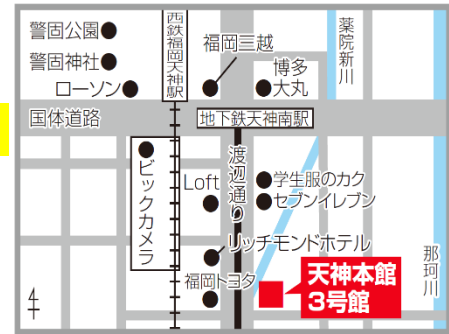 警固公園
警固神社
ローソン
西鉄福岡天神駅
福岡三越
博多
大丸
薬院新川
国体道路
地下鉄天神南駅
ビックカメラ
Loft
渡辺通り
学生服のカク
セブンイレブン
リッチモンドホテル
福岡トヨタ
天神本館
3号館
那珂川
4